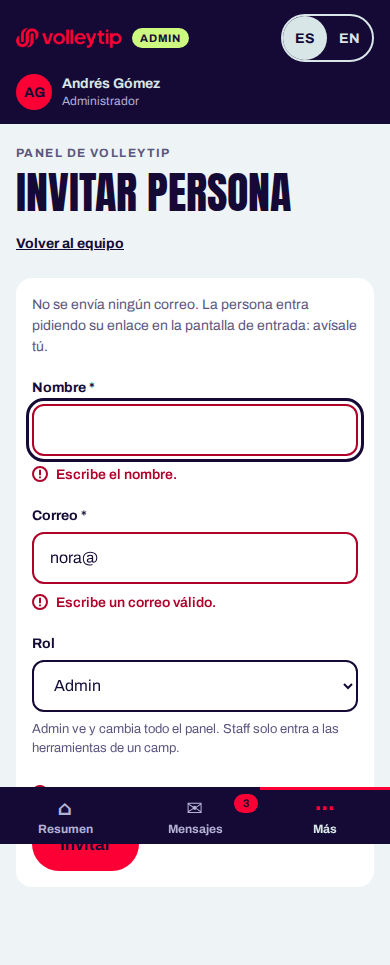 volleytip ADMIN ES EN
AG Andrés Gómez
Administrador
PANEL DE VOLLEYTIP
INVITAR PERSONA
Volver al equipo
No se envía ningún correo. La persona entra
pidiendo su enlace en la pantalla de entrada: avísale
tú.
Nombre *
Escribe el nombre.
Correo *
nora@
Escribe un correo válido.
Rol
Admin
Admin ve y cambia todo el panel. Staff solo entra a las
herramientas de un camp.
3
Resumen Mensajes Más
Invitar